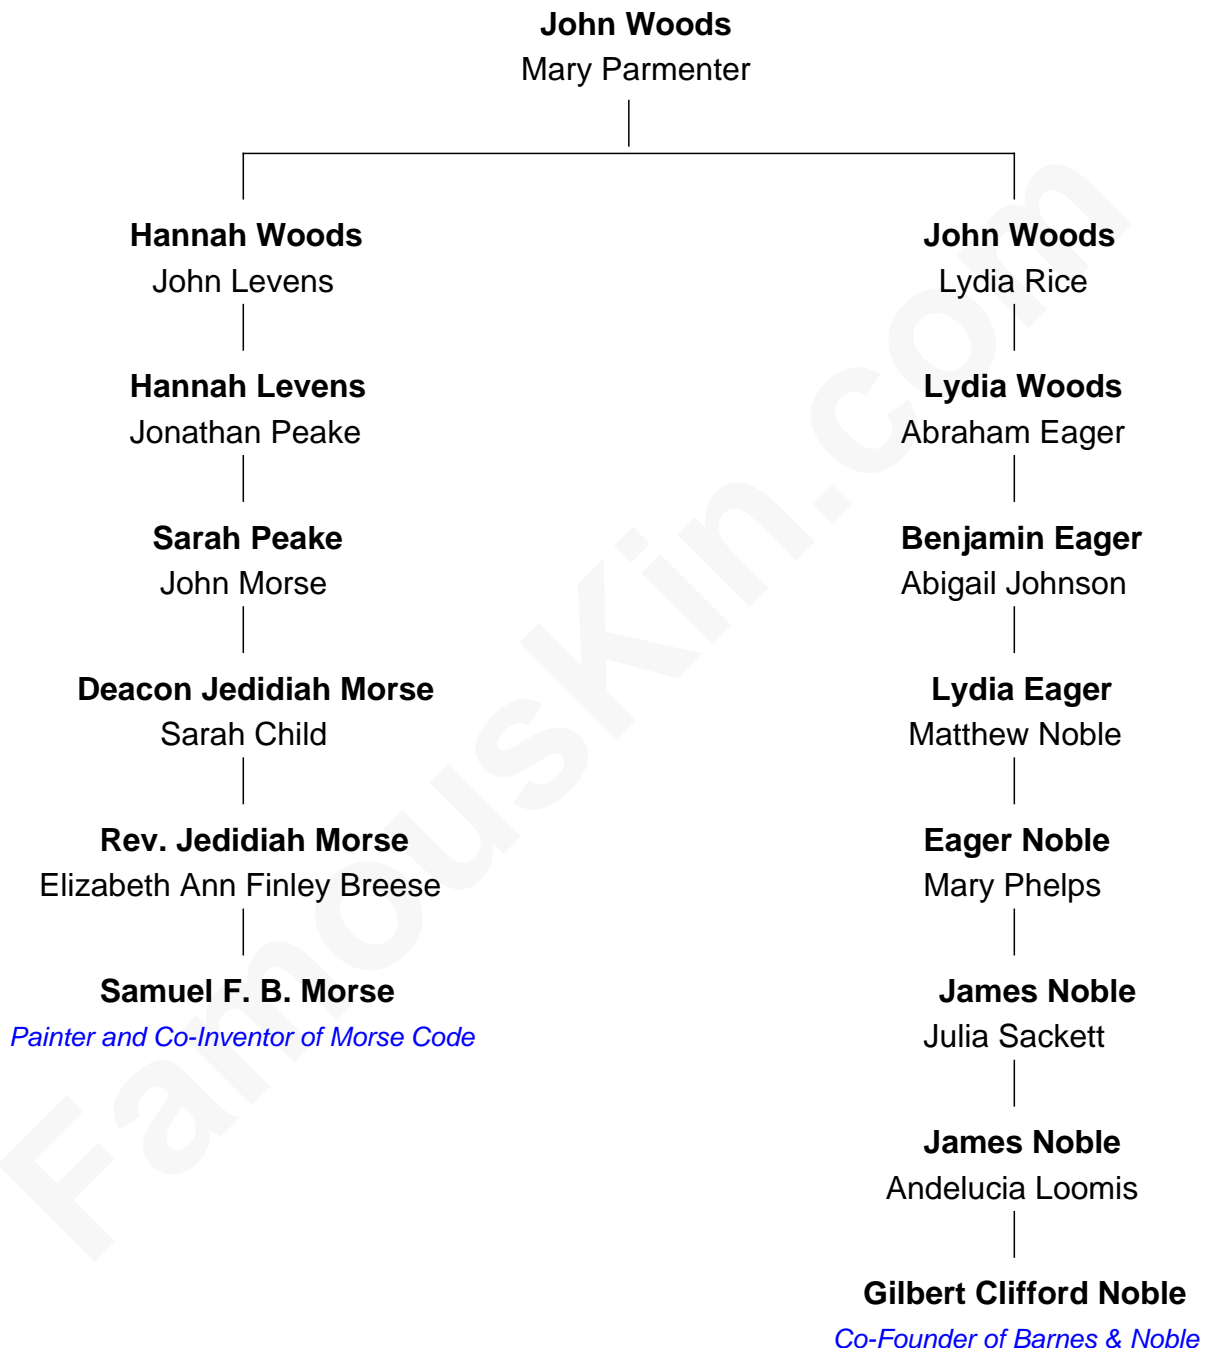 John Woods
Mary Parmenter
Hannah Woods
John Levens
Hannah Levens
Jonathan Peake
Sarah Peake
John Morse
Deacon Jedidiah Morse
Sarah Child
Rev. Jedidiah Morse
Elizabeth Ann Finley Breese
Samuel F. B. Morse
Painter and Co-Inventor of Morse Code
John Woods
Lydia Rice
Lydia Woods
Abraham Eager
Benjamin Eager
Abigail Johnson
Lydia Eager
Matthew Noble
Eager Noble
Mary Phelps
James Noble
Julia Sackett
James Noble
Andelucia Loomis
Gilbert Clifford Noble
Co-Founder of Barnes & Noble
FamousKin.com